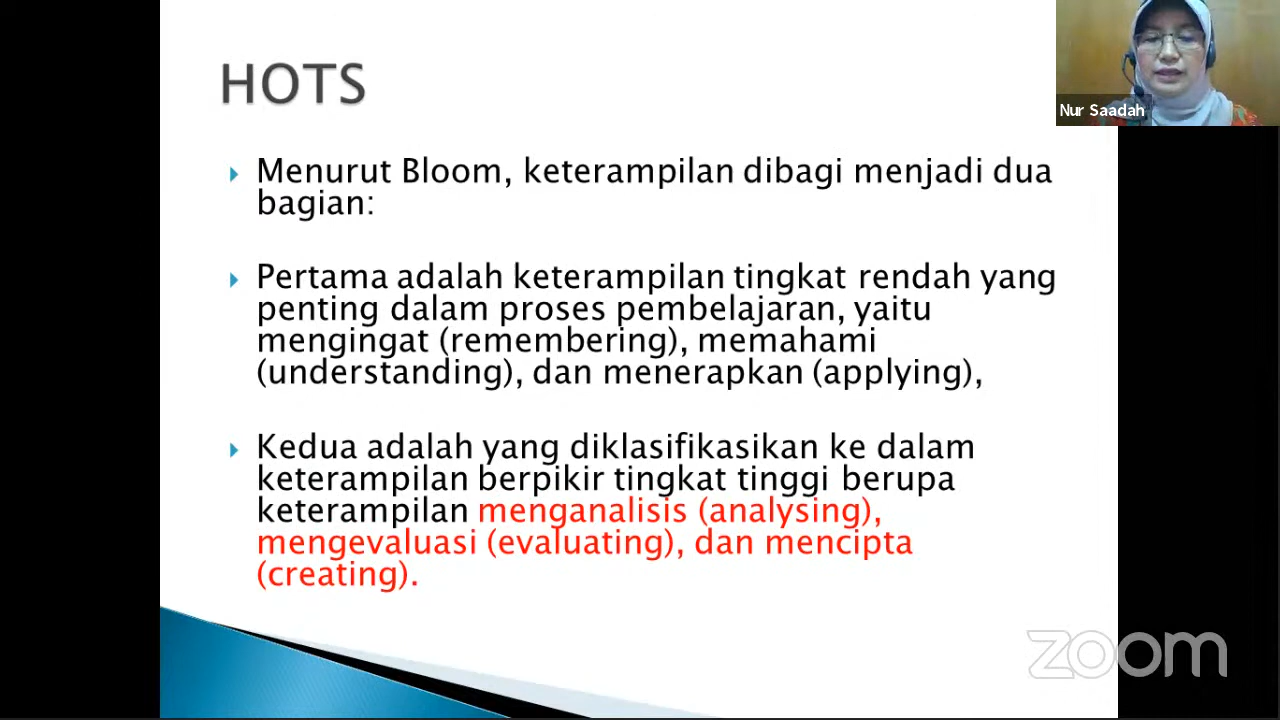 HOTS
Nur Saadah
Menurut Bloom, keterampilan dibagi menjadi dua
bagian:
Pertama adalah keterampilan tingkat rendah yang
penting dalam proses pembelajaran, yaitu
mengingat (remembering), memahami
(understanding), dan menerapkan (applying),
Kedua adalah yang diklasifikasikan ke dalam
keterampilan berpikir tingkat tinggi berupa
keterampilan menganalisis (analysing),
mengevaluasi (evaluating), dan mencipta
(creating).
zoom